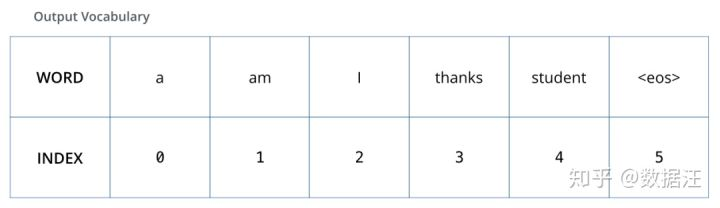 Output Vocabulary
WORD a am I thanks student <eos>
INDEX 0 1 2 3 4 5
知乎 @数据汪